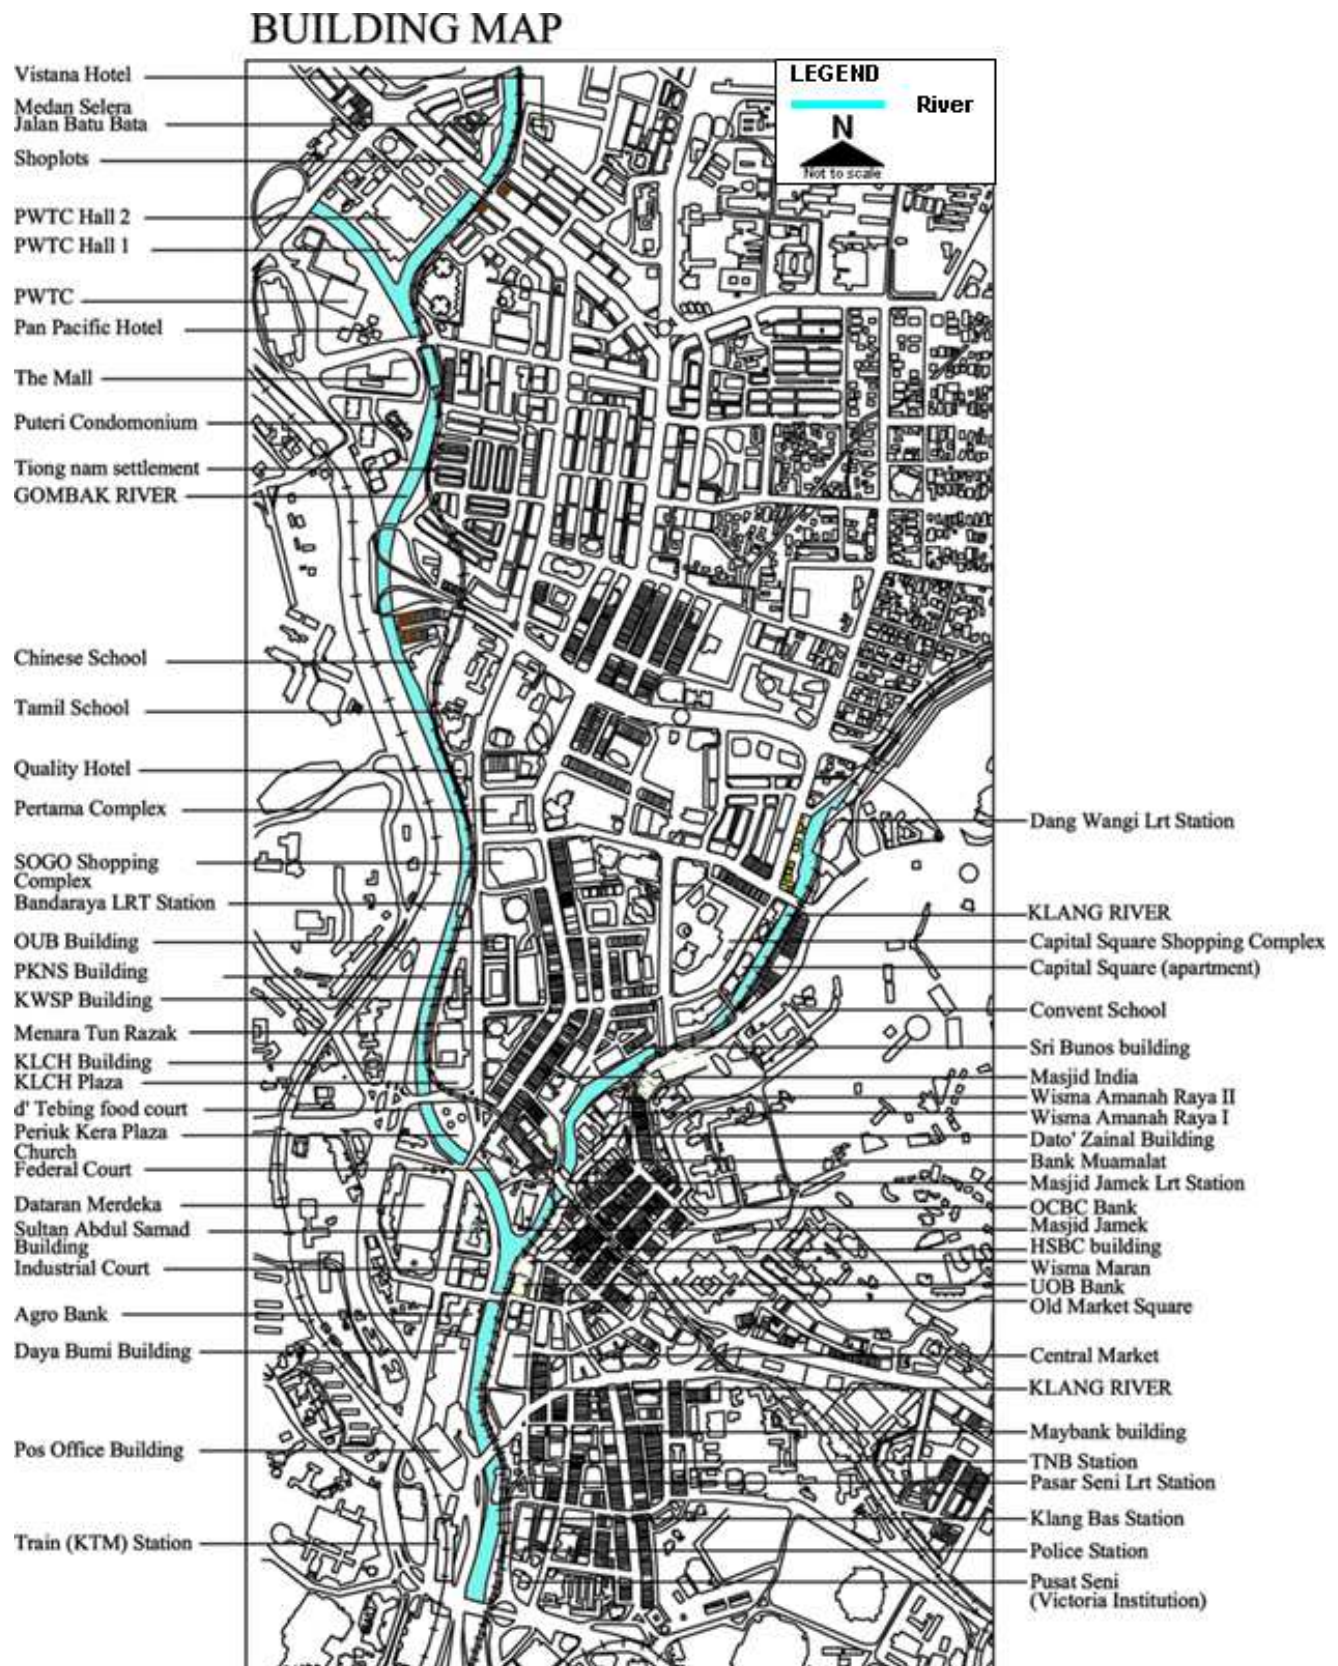 BUILDING MAP
LEGEND
River
N
Not to scale
Vistana Hotel
Medan Selera
Jalan Batu Bata
Shoplots
PWTC Hall 2
PWTC Hall 1
PWTC
Pan Pacific Hotel
The Mall
Puteri Condomonium
Tiong nam settlement
GOMBAK RIVER
Chinese School
Tamil School
Quality Hotel
Pertama Complex
SOGO Shopping
Complex
Bandaraya LRT Station
OUB Building
PKNS Building
KWSP Building
Menara Tun Razak
KLCH Building
KLCH Plaza
d' Tebing food court
Periuk Kera Plaza
Church
Federal Court
Dataran Merdeka
Sultan Abdul Samad
Building
Industrial Court
Agro Bank
Daya Bumi Building
Pos Office Building
Train (KTM) Station
Dang Wangi Lrt Station
KLANG RIVER
Capital Square Shopping Complex
Capital Square (apartment)
Convent School
Sri Bunos building
Masjid India
Wisma Amanah Raya II
Wisma Amanah Raya I
Dato' Zainal Building
Bank Muamalat
Masjid Jamek Lrt Station
OCBC Bank
Masjid Jamek
HSBC building
Wisma Maran
UOB Bank
Old Market Square
Central Market
KLANG RIVER
Maybank building
TNB Station
Pasar Seni Lrt Station
Klang Bas Station
Police Station
Pusat Seni
(Victoria Institution)